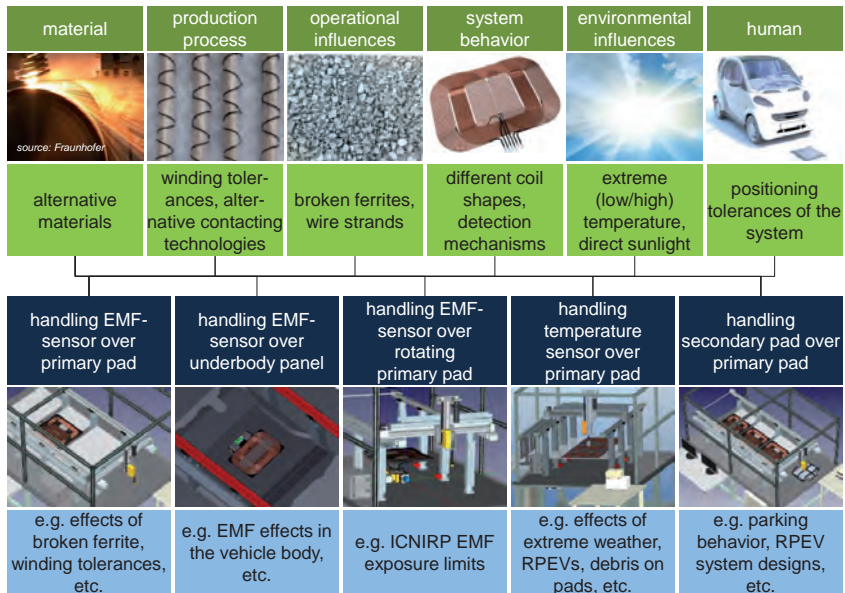 material
production
process
operational
influences
system
behavior
environmental
influences
human
source: Fraunhofer
alternative
materials
winding toler-
ances, alter-
native contacting
technologies
broken ferrites,
wire strands
different coil
shapes,
detection
mechanisms
extreme
(low/high)
temperature,
direct sunlight
positioning
tolerances of the
system
handling EMF-
sensor over
primary pad
handling EMF-
sensor over
underbody panel
handling EMF-
sensor over
rotating
primary pad
handling
temperature
sensor over
primary pad
handling
secondary pad over
primary pad
e.g. effects of
broken ferrite,
winding tolerances,
etc.
e.g. EMF effects in
the vehicle body,
etc.
e.g. ICNIRP EMF
exposure limits
e.g. effects of
extreme weather,
RPEVs, debris on
pads, etc.
e.g. parking
behavior, RPEV
system designs,
etc.